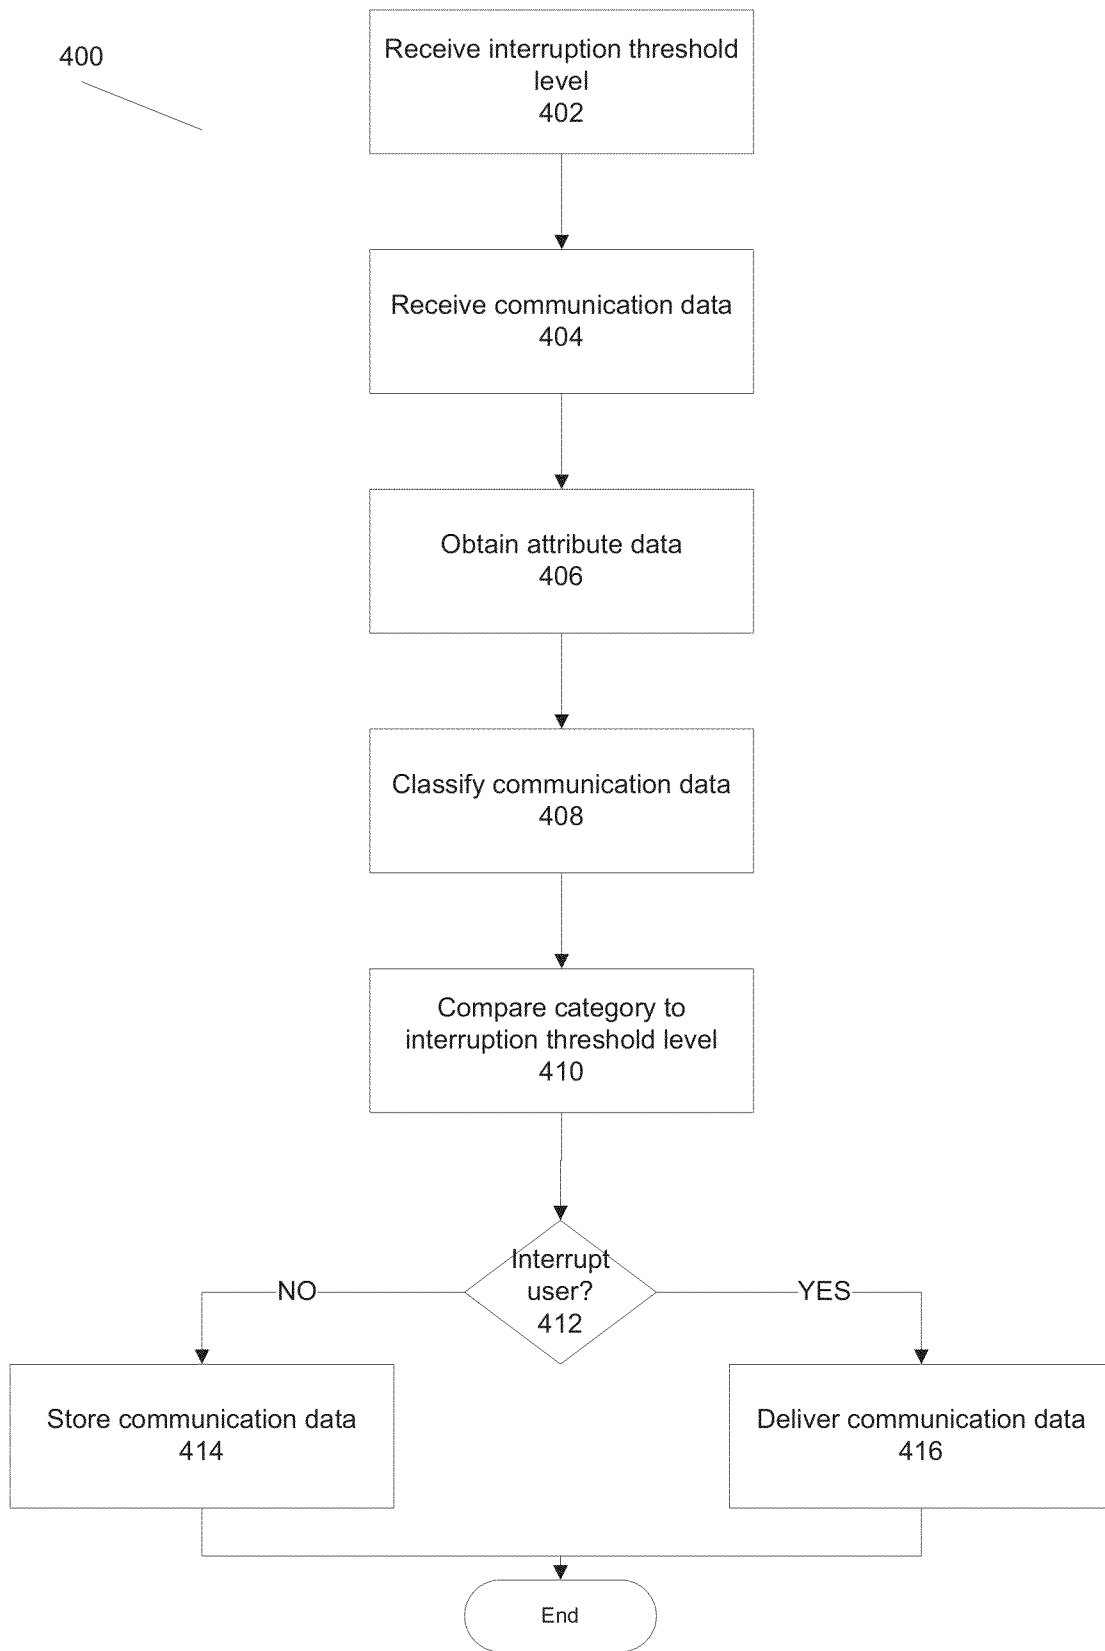 400
Receive interruption threshold
level
402
Receive communication data
404
Obtain attribute data
406
Classify communication data
408
Compare category to
interruption threshold level
410
Interrupt
user?
412
NO
YES
Store communication data
414
Deliver communication data
416
End